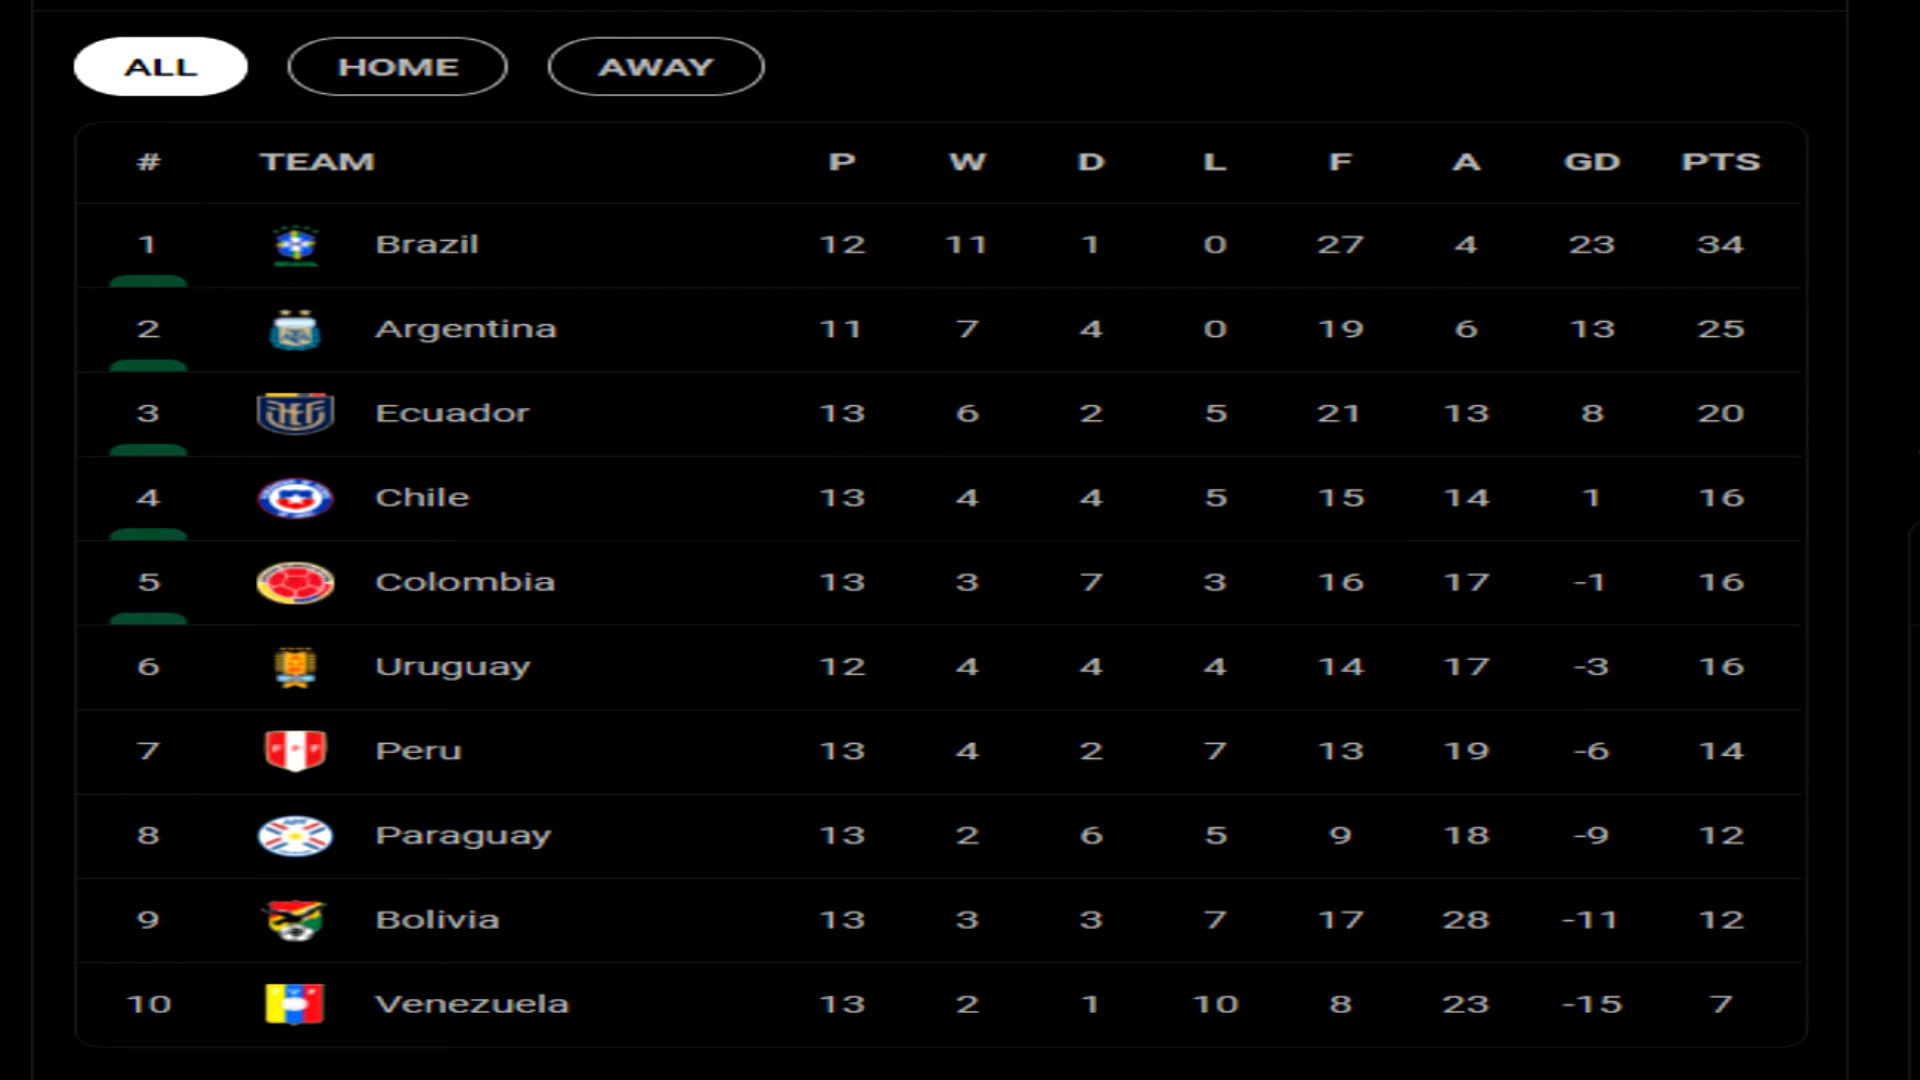 ALL HOME AWAY
# TEAM P W D L F A GD PTS
1 Brazil 12 11 1 0 27 4 23 34
2 Argentina 11 7 4 0 19 6 13 25
3 Ecuador 13 6 2 5 21 13 8 20
4 Chile 13 4 4 5 15 14 1 16
5 Colombia 13 3 7 3 16 17 -1 16
6 Uruguay 12 4 4 4 14 17 -3 16
7 Peru 13 4 2 7 13 19 -6 14
8 Paraguay 13 2 6 5 9 18 -9 12
9 Bolivia 13 3 3 7 17 28 -11 12
10 Venezuela 13 2 1 10 8 23 -15 7